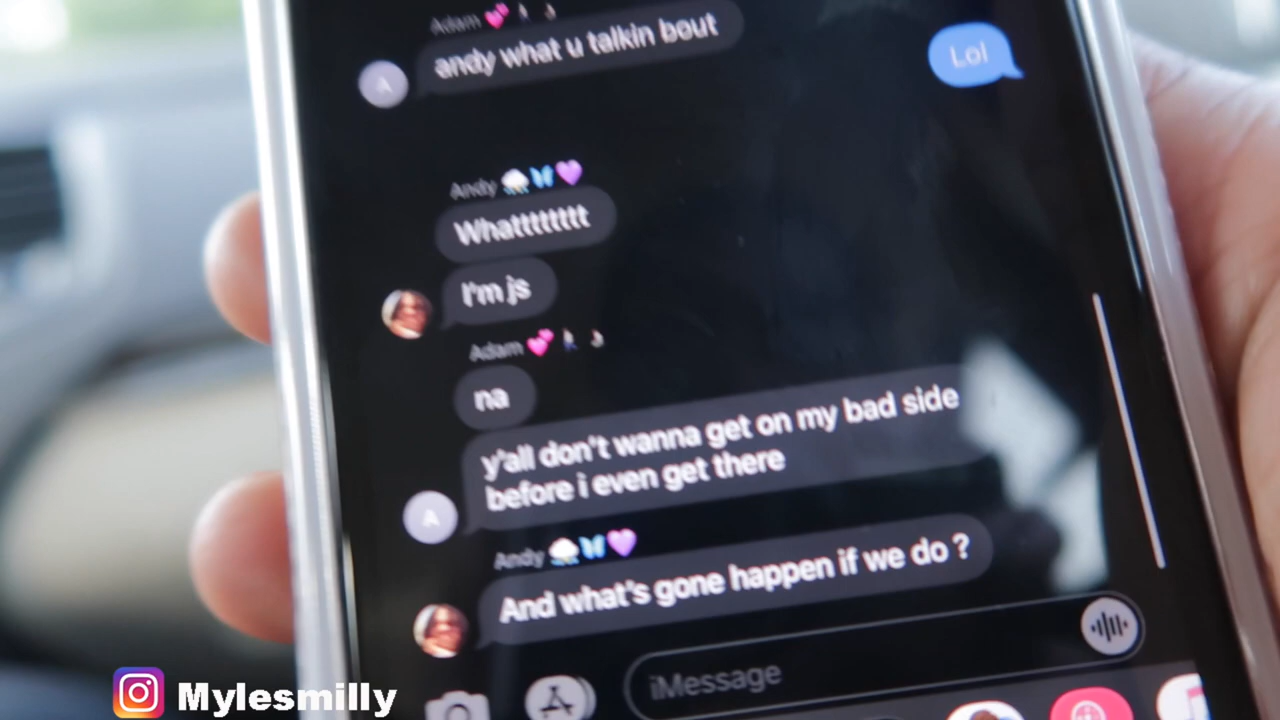 Adam
andy what u talkin bout
A
Lol
Andy
Whatttttttt
I'm js
Adam
na
y'all don't wanna get on my bad side
before i even get there
A
Andy
And what's gone happen if we do ?
iMessage
Mylesmilly